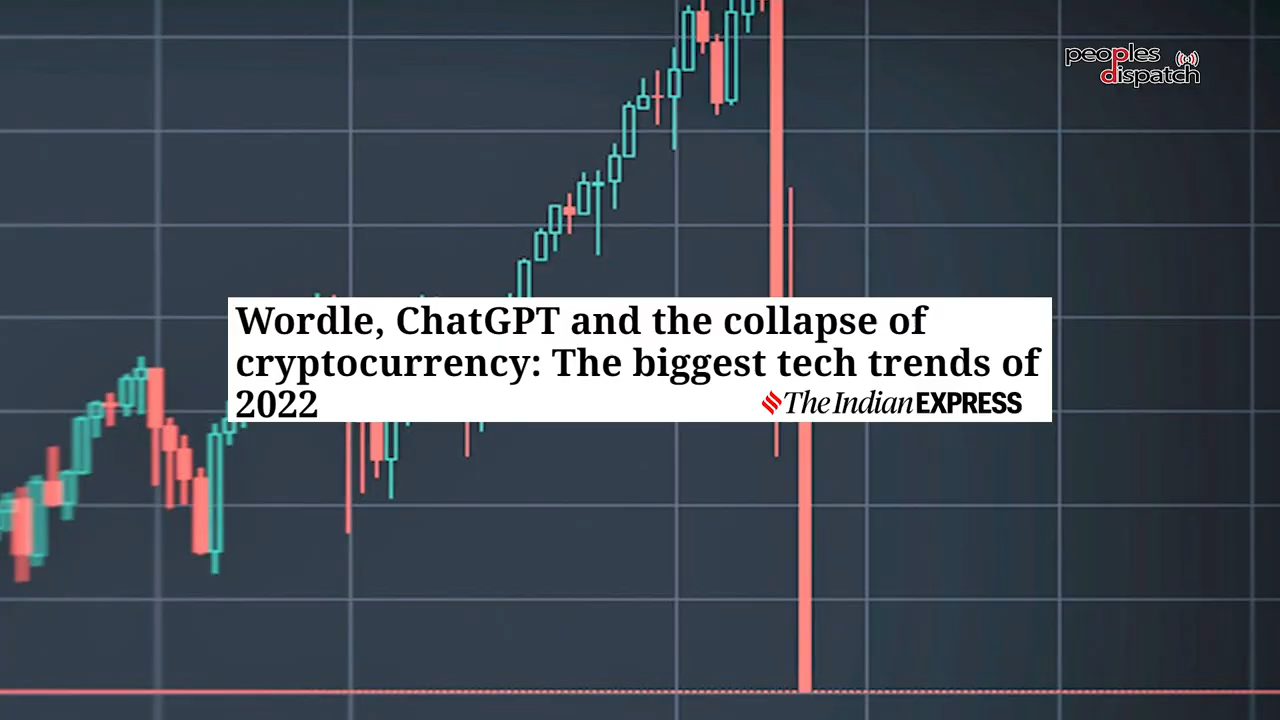 peoples
dispatch
Wordle, ChatGPT and the collapse of
cryptocurrency: The biggest tech trends of
2022
The Indian EXPRESS